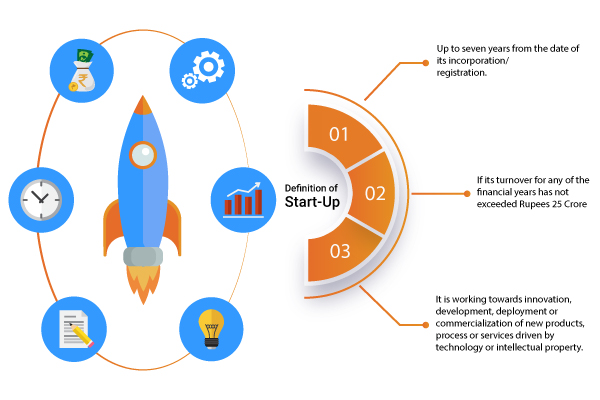 Definition of
Start-Up
01
Up to seven years from the date of
its incorporation/
registration.
02
If its turnover for any of the
financial years has not
exceeded Rupees 25 Crore
03
It is working towards innovation,
development, deployment or
commercialization of new products,
process or services driven by
technology or intellectual property.
₹